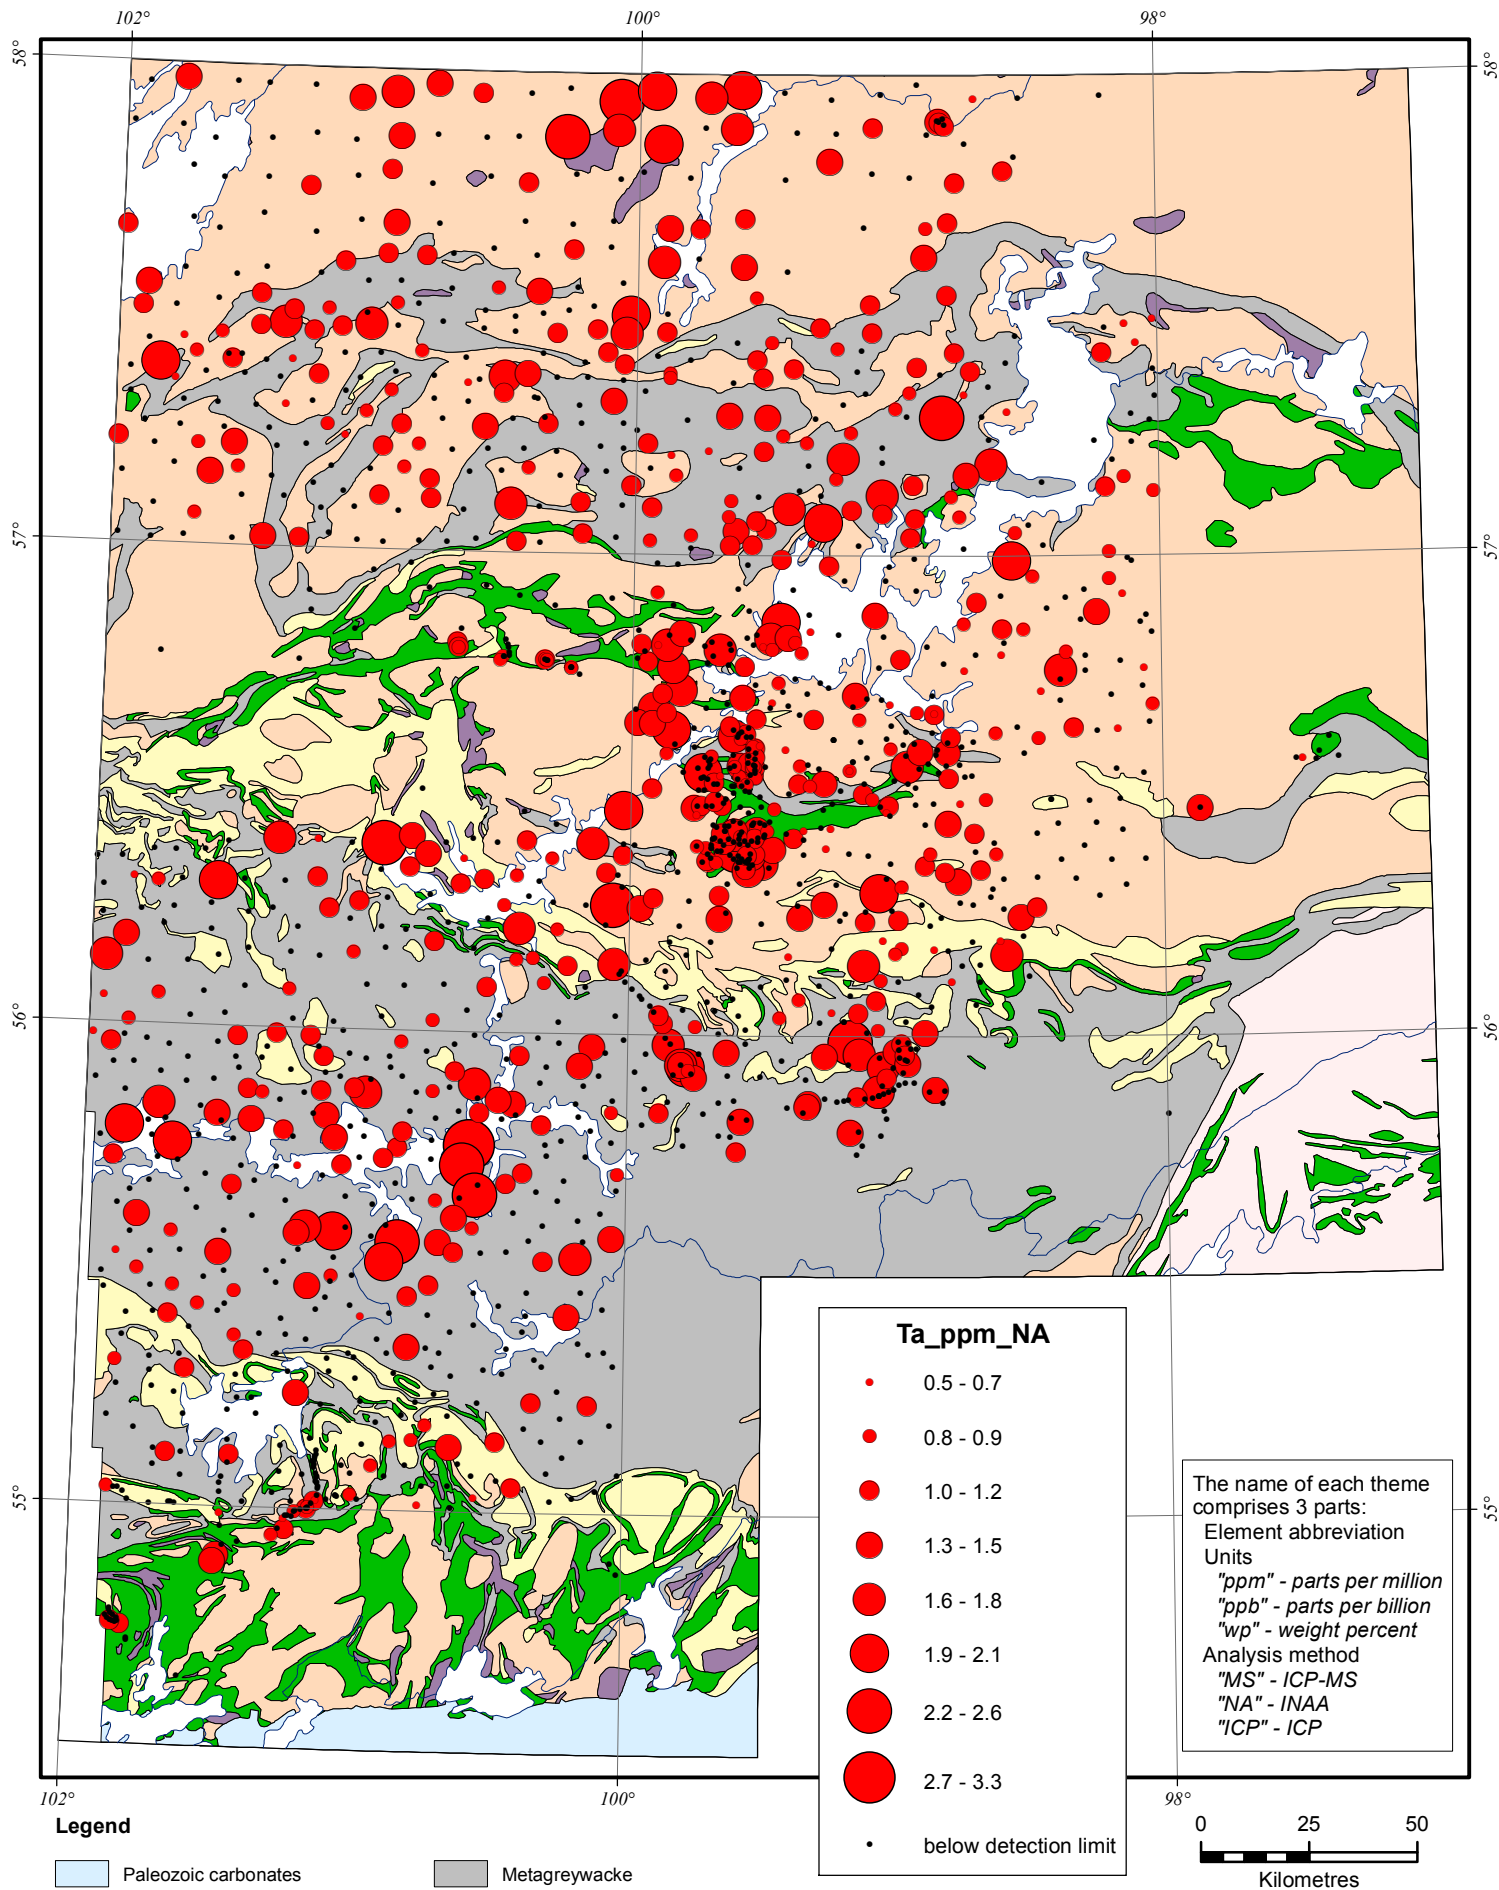 102°
100°
98°
58°
58°
57°
57°
56°
56°
55°
55°
Ta_ppm_NA
0.5 - 0.7
0.8 - 0.9
1.0 - 1.2
1.3 - 1.5
1.6 - 1.8
1.9 - 2.1
2.2 - 2.6
2.7 - 3.3
below detection limit
The name of each theme
comprises 3 parts:
Element abbreviation
Units
"ppm" - parts per million
"ppb" - parts per billion
"wp" - weight percent
Analysis method
"MS" - ICP-MS
"NA" - INAA
"ICP" - ICP
102°
100°
98°
Legend
Paleozoic carbonates
Metagreywacke
0 25 50
Kilometres